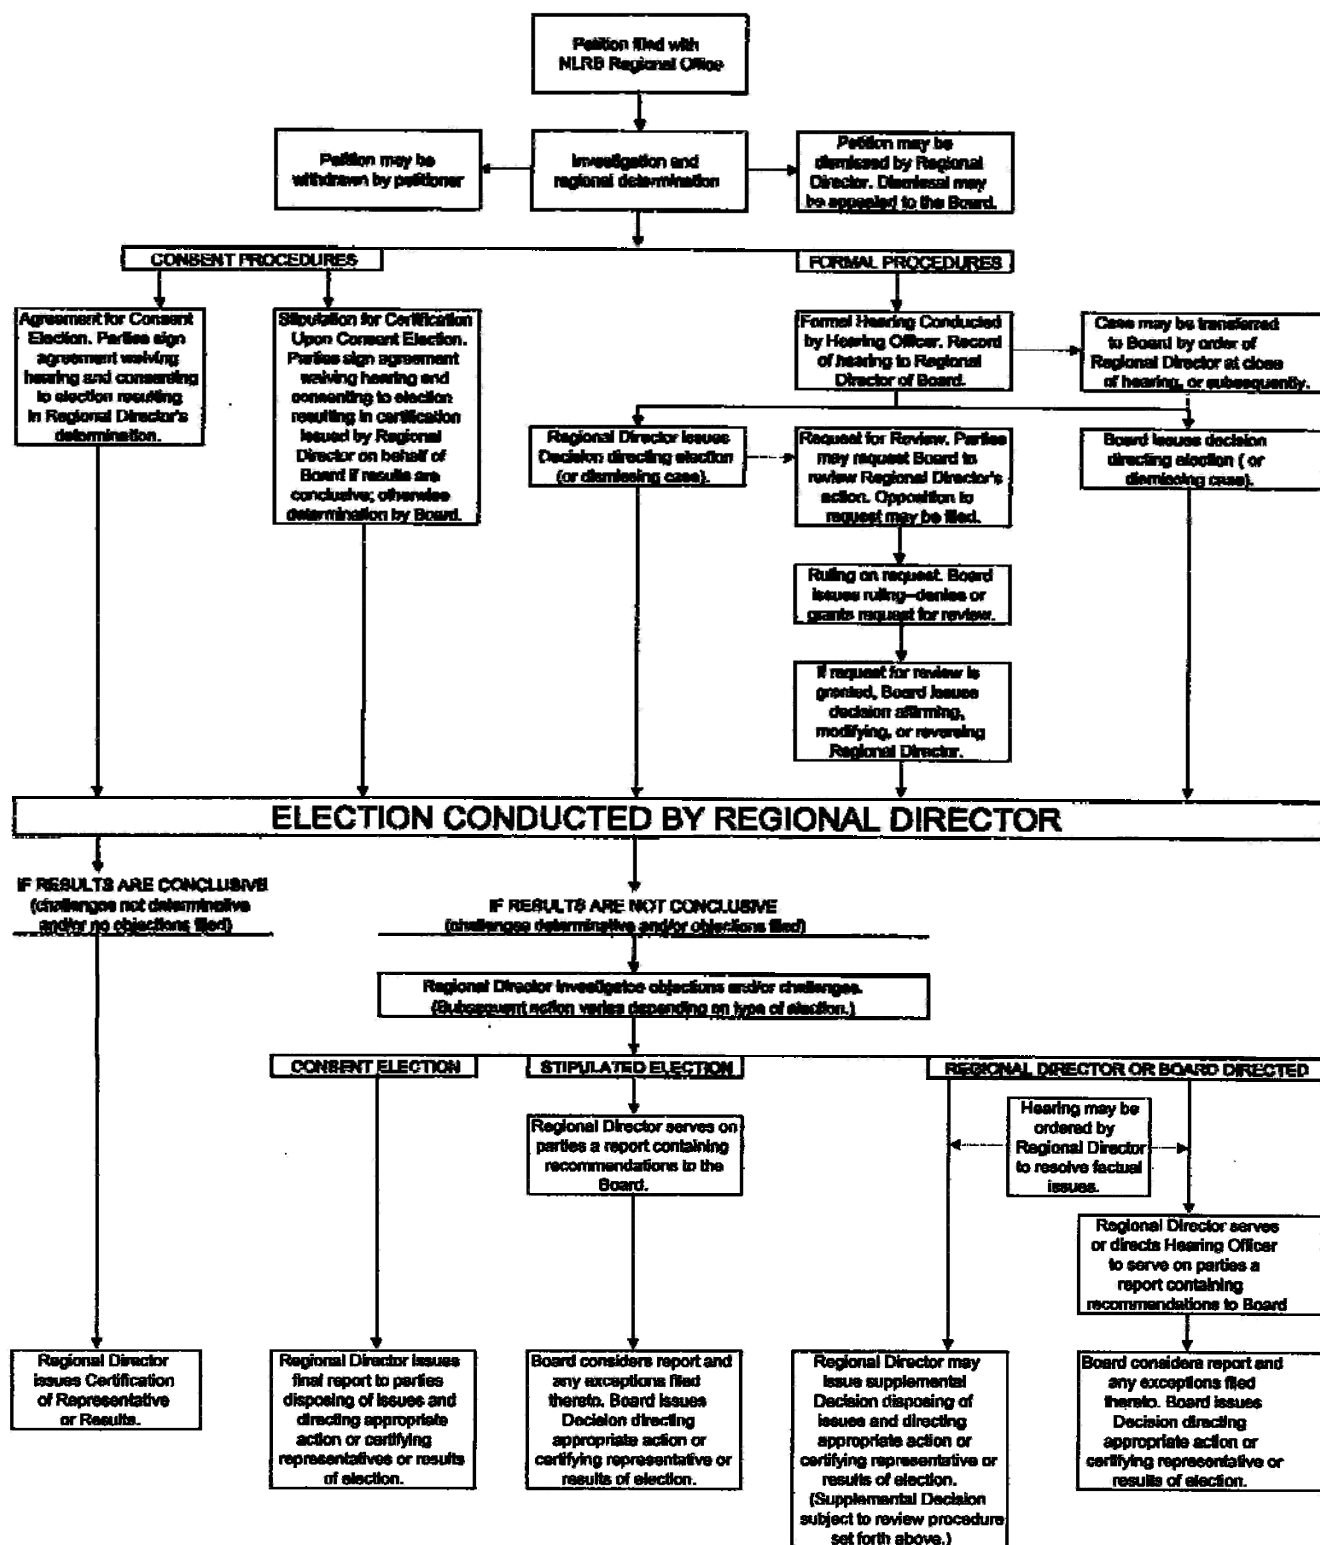 Petition filed with
NLRB Regional Office
Petition may be
withdrawn by petitioner
Investigation and
regional determination
Petition may be
dismissed by Regional
Director. Dismissal may
be appealed to the Board.
CONSENT PROCEDURES
FORMAL PROCEDURES
Agreement for Consent
Election. Parties sign
agreement waiving
hearing and consenting
to election resulting
in Regional Director's
determination.
Stipulation for Certification
Upon Consent Election.
Parties sign agreement
waiving hearing and
consenting to election
resulting in certification
issued by Regional
Director on behalf of
Board if results are
conclusive; otherwise
determination by Board.
Formal Hearing Conducted
by Hearing Officer. Record
of hearing to Regional
Director of Board.
Case may be transferred
to Board by order of
Regional Director at close
of hearing, or subsequently.
Regional Director issues
Decision directing election
(or dismissing case).
Request for Review. Parties
may request Board to
review Regional Director's
action. Opposition to
request may be filed.
Board issues decision
directing election ( or
dismissing case).
Ruling on request. Board
issues ruling--denies or
grants request for review.
If request for review is
granted, Board issues
decision affirming,
modifying, or reversing
Regional Director.
ELECTION CONDUCTED BY REGIONAL DIRECTOR
IF RESULTS ARE CONCLUSIVE
(challenges not determinative
and/or no objections filed)
IF RESULTS ARE NOT CONCLUSIVE
(challenges determinative and/or objections filed)
Regional Director investigates objections and/or challenges.
(Subsequent action varies depending on type of election.)
CONSENT ELECTION
STIPULATED ELECTION
REGIONAL DIRECTOR OR BOARD DIRECTED
Regional Director serves on
parties a report containing
recommendations to the
Board.
Hearing may be
ordered by
Regional Director
to resolve factual
issues.
Regional Director serves
or directs Hearing Officer
to serve on parties a
report containing
recommendations to Board
Regional Director
issues Certification
of Representative
or Results.
Regional Director issues
final report to parties
disposing of issues and
directing appropriate
action or certifying
representatives or results
of election.
Board considers report and
any exceptions filed
thereto. Board issues
Decision directing
appropriate action or
certifying representative or
results of election.
Regional Director may
issue supplemental
Decision disposing of
issues and directing
appropriate action or
certifying representative or
results of election.
(Supplemental Decision
subject to review procedure
set forth above.)
Board considers report and
any exceptions filed
thereto. Board issues
Decision directing
appropriate action or
certifying representative or
results of election.